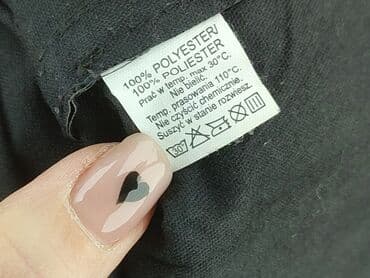 100% POLYESTER/
100% POLIESTER
Prać w temp. max 30°C.
Nie bielić.
Temp. prasowania 110°C.
Nie czyścić chemicznie.
Suszyć w stanie rozwiesz.
30°